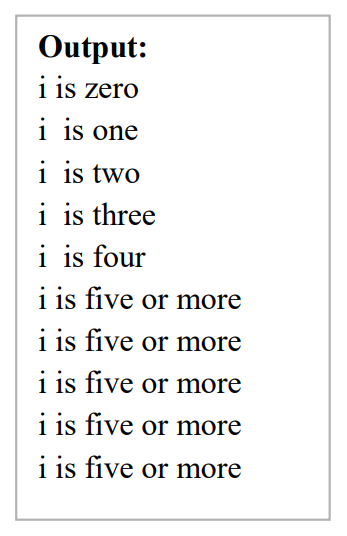 Output:
i is zero
i  is one
i  is two
i  is three
i  is four
i is five or more
i is five or more
i is five or more
i is five or more
i is five or more